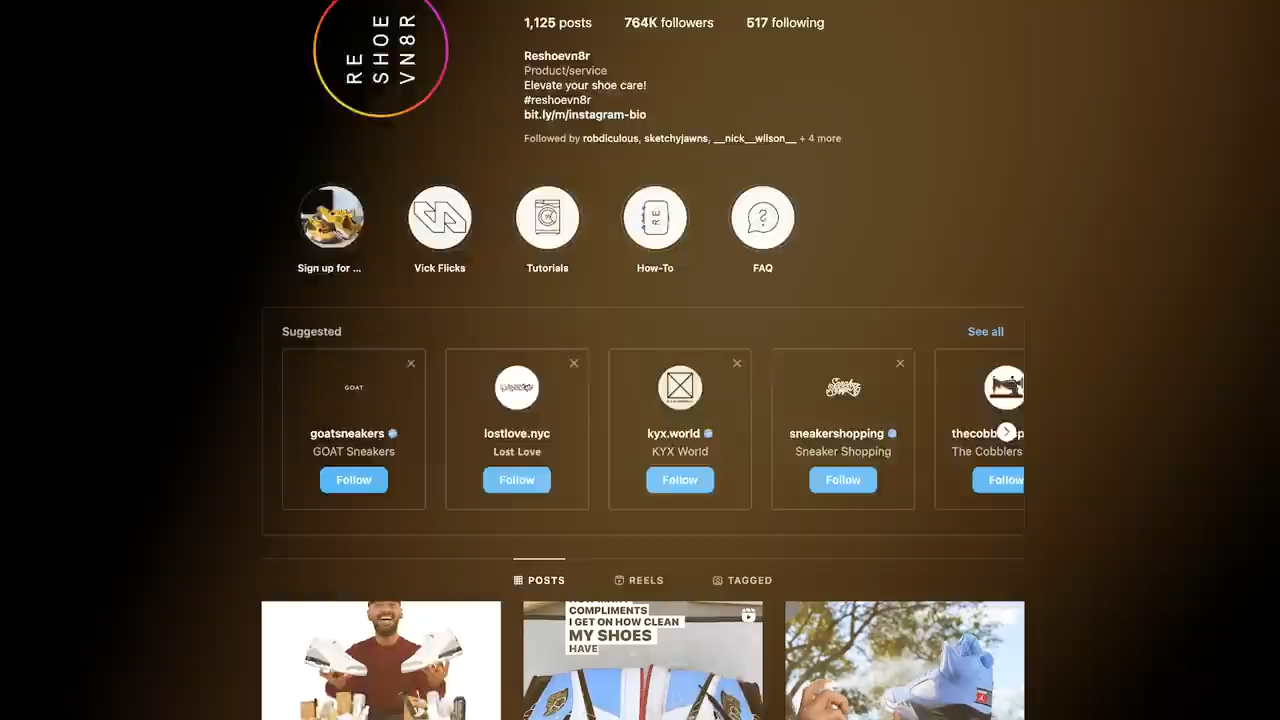 RE
SHOE
VN8R
1,125 posts 764K followers 517 following
Reshoevn8r
Product/service
Elevate your shoe care!
#reshoevn8r
bit.ly/m/instagram-bio
Followed by robdiculous, sketchyjawns, __nick__wilson__ + 4 more
RE
Sign up for ... Vick Flicks Tutorials How-To FAQ
Suggested See all
GOAT
goatsneakers lostlove.nyc kyx.world sneakershopping
GOAT Sneakers Lost Love KYX World Sneaker Shopping The Cobblers
Follow Follow Follow Follow Follow
POSTS REELS TAGGED
COMPLIMENTS
I GET ON HOW CLEAN
MY SHOES
HAVE